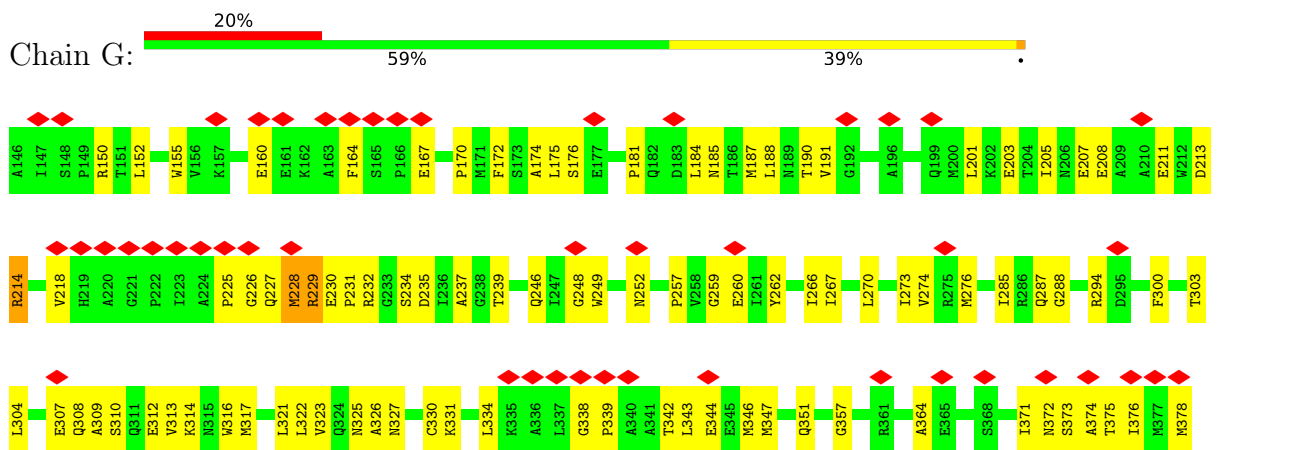 20%
Chain G:
59% 39% •
A146 I147 S148 P149 R150 T151 L152 W155 V156 K157 E160 E161 K162 A163 F164 S165 P166 E167 P170 M171 F172 S173 A174 L175 S176 E177 P181 Q182 D183 L184 N185 T186 M187 L188 N189 T190 V191 G192 A196 Q199 M200 L201 K202 E203 T204 I205 N206 E207 E208 A209 A210 E211 W212 D213
R214 V218 H219 A220 G221 P222 I223 A224 P225 G226 Q227 M228 R229 E230 P231 R232 G233 S234 D235 I236 A237 G238 T239 Q246 I247 G248 W249 N252 P257 V258 G259 E260 I261 Y262 I266 I267 L270 I273 V274 R275 M276 I285 R286 Q287 G288 R294 D295 F300 T303
L304 E307 Q308 A309 S310 Q311 E312 V313 K314 N315 W316 M317 L321 L322 V323 Q324 N325 A326 N327 C330 K331 L334 K335 A336 L337 G338 P339 A340 A341 T342 L343 E344 E345 M346 M347 Q351 G357 R361 A364 E365 S368 I371 N372 S373 A374 T375 I376 M377 M378